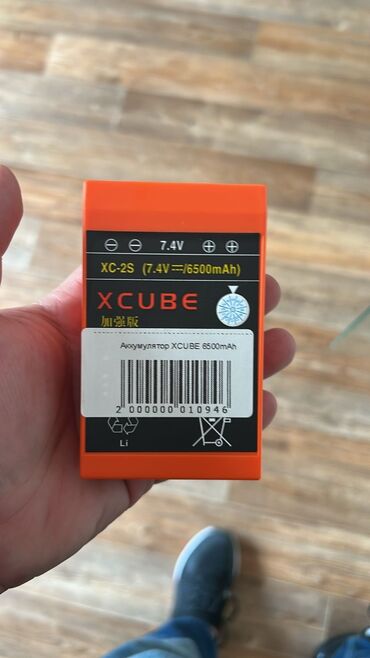 ⊖ ⊖ 7.4V ⊕ ⊕
XC-2S (7.4V⎓/6500mAh)
XCUBE
加强版
Аккумулятор XCUBE 6500mAh
2 000000 010946
Li